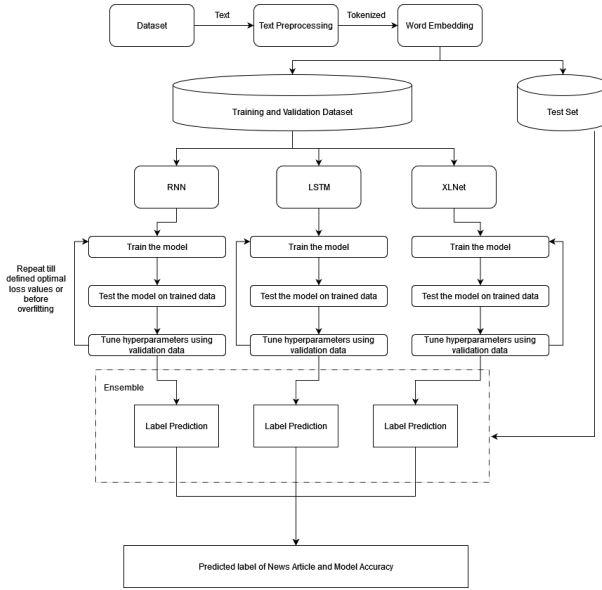 Dataset
Text
Text Preprocessing
Tokenized
Word Embedding
Training and Validation Dataset
Test Set
RNN
LSTM
XLNet
Train the model
Train the model
Train the model
Repeat till
defined optimal
loss values or
before
overfitting
Test the model on trained data
Test the model on trained data
Test the model on trained data
Tune hyperparameters using
validation data
Tune hyperparameters using
validation data
Tune hyperparameters using
validation data
Ensemble
Label Prediction
Label Prediction
Label Prediction
Predicted label of News Article and Model Accuracy